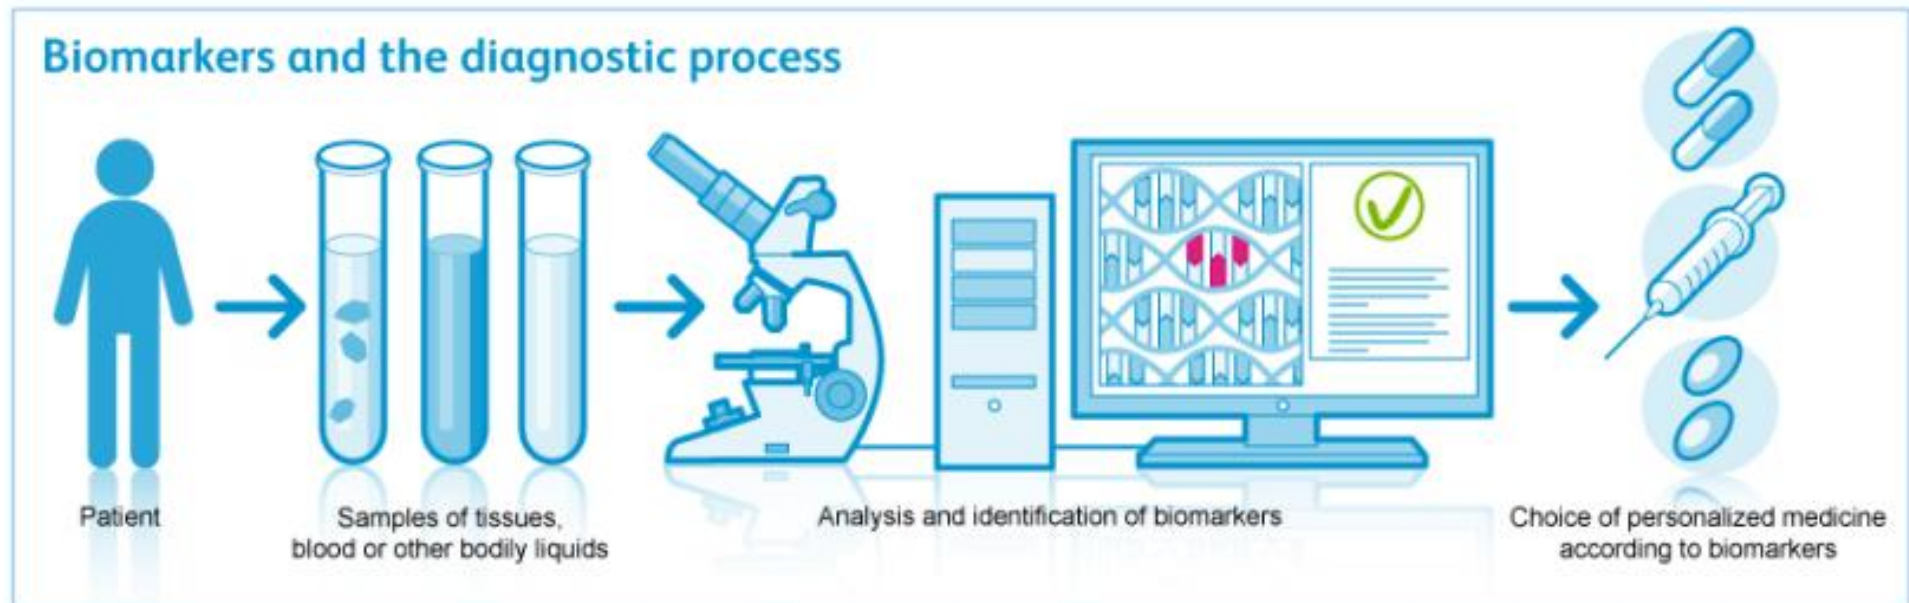 Biomarkers and the diagnostic process
Patient
Samples of tissues,
blood or other bodily liquids
Analysis and identification of biomarkers
Choice of personalized medicine
according to biomarkers